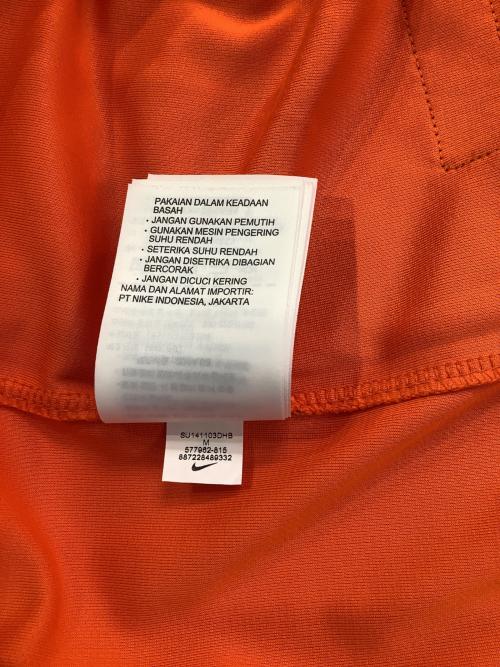 PAKAIAN DALAM KEADAAN
BASAH
• JANGAN GUNAKAN PEMUTIH
• GUNAKAN MESIN PENGERING
SUHU RENDAH
• SETERIKA SUHU RENDAH
• JANGAN DISETRIKA DIBAGIAN
BERCORAK
• JANGAN DICUCI KERING
NAMA DAN ALAMAT IMPORTIR:
PT NIKE INDONESIA, JAKARTA
SU141103DHB
M
577982-815
887228489332